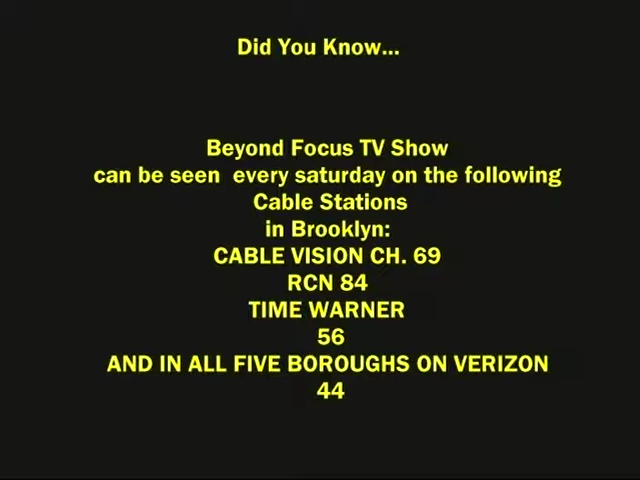 Did You Know...
Beyond Focus TV Show
can be seen  every saturday on the following
Cable Stations
in Brooklyn:
CABLE VISION CH. 69
RCN 84
TIME WARNER
56
AND IN ALL FIVE BOROUGHS ON VERIZON
44